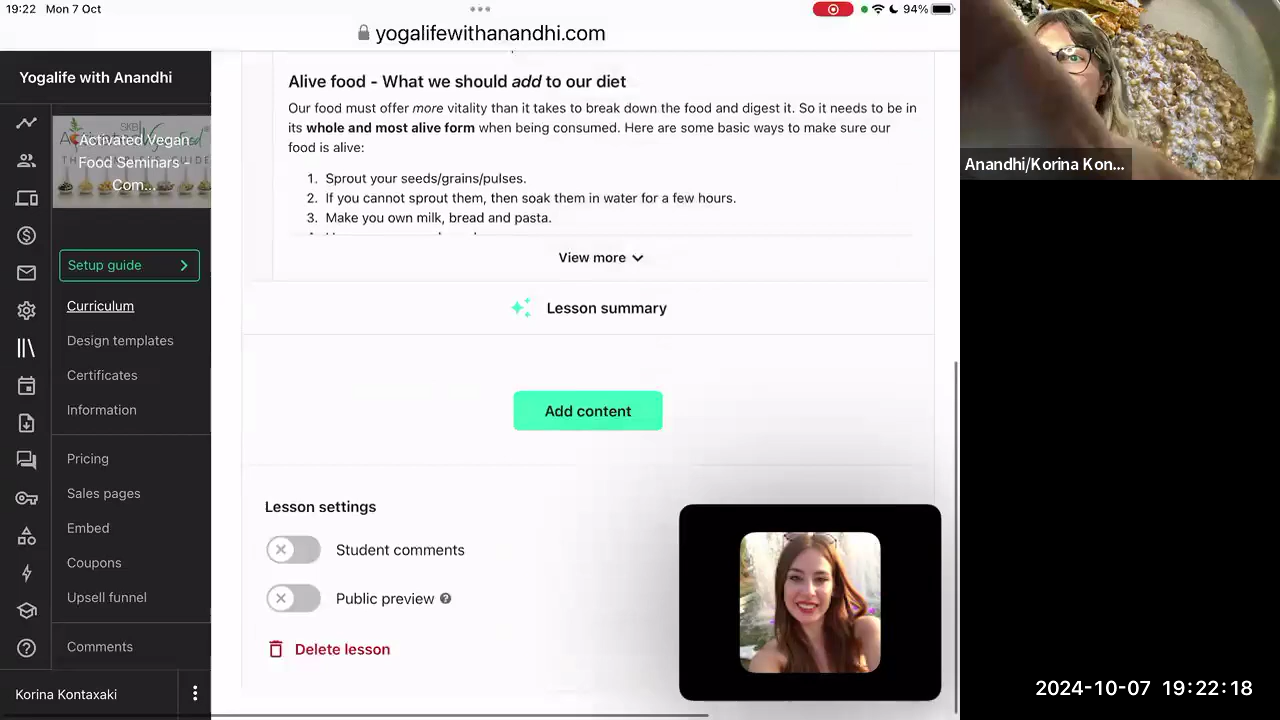 19:22 Mon 7 Oct
94%
yogalifewithanandhi.com
Yogalife with Anandhi
Activated Vegan
Food Seminars -
Com...
Setup guide
Curriculum
Design templates
Certificates
Information
Pricing
Sales pages
Embed
Coupons
Upsell funnel
Comments
Korina Kontaxaki
Alive food - What we should add to our diet
Our food must offer more vitality than it takes to break down the food and digest it. So it needs to be in
its whole and most alive form when being consumed. Here are some basic ways to make sure our
food is alive:
1. Sprout your seeds/grains/pulses.
2. If you cannot sprout them, then soak them in water for a few hours.
3. Make you own milk, bread and pasta.
View more
Lesson summary
Add content
Lesson settings
Student comments
Public preview
Delete lesson
Anandhi/Korina Kon...
2024-10-07 19:22:18